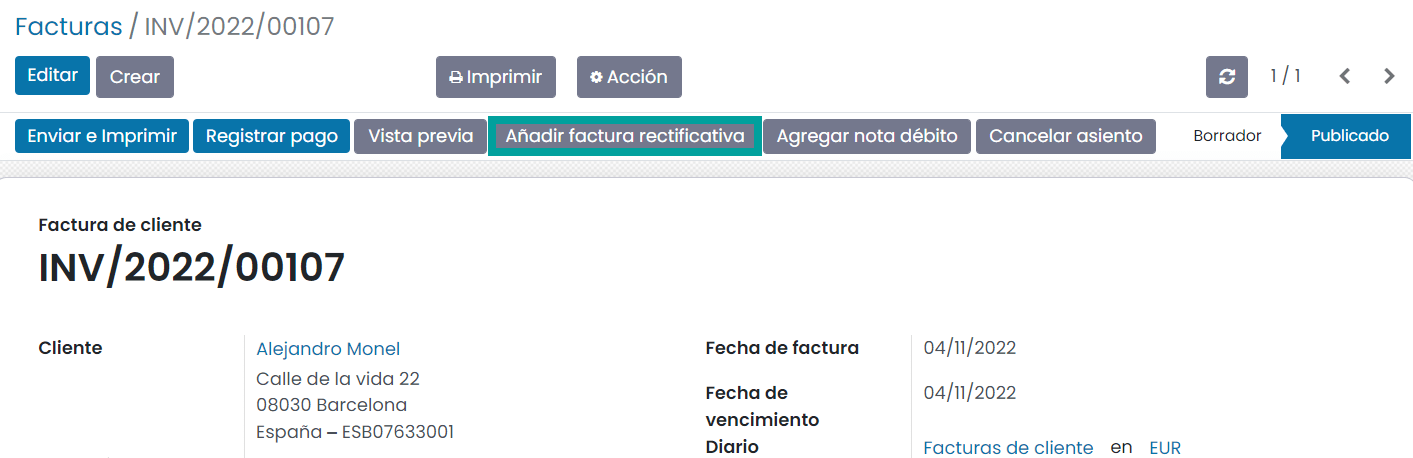 Facturas / INV/2022/00107
Editar Crear Imprimir Acción 1 / 1
Enviar e Imprimir Registrar pago Vista previa Añadir factura rectificativa Agregar nota débito Cancelar asiento Borrador Publicado
Factura de cliente
INV/2022/00107
Cliente Alejandro Monel Fecha de factura 04/11/2022
Calle de la vida 22
08030 Barcelona
España – ESB07633001
Fecha de 04/11/2022
vencimiento
Diario Facturas de cliente en EUR